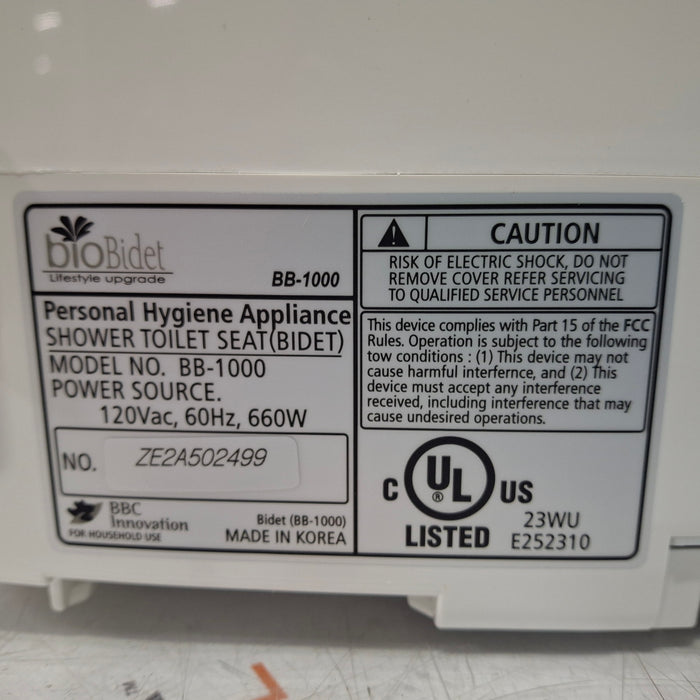 bioBidet
Lifestyle upgrade
BB-1000
Personal Hygiene Appliance
SHOWER TOILET SEAT(BIDET)
MODEL NO. BB-1000
POWER SOURCE.
120Vac, 60Hz, 660W
NO. ZE2A502499
BBC
Innovation
FOR HOUSEHOLD USE
Bidet (BB-1000)
MADE IN KOREA
CAUTION
RISK OF ELECTRIC SHOCK, DO NOT
REMOVE COVER REFER SERVICING
TO QUALIFIED SERVICE PERSONNEL
This device complies with Part 15 of the FCC
Rules. Operation is subject to the following
tow conditions : (1) This device may not
cause harmful interfernce, and (2) This
device must accept any interference
received, including interference that may
cause undesired operations.
C UL® US
LISTED
23WU
E252310